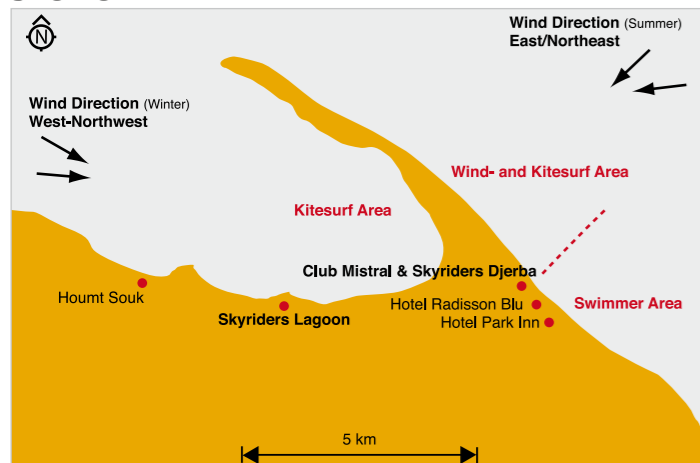 N
Wind Direction (Summer)
East/Northeast
Wind Direction (Winter)
West-Northwest
Wind- and Kitesurf Area
Kitesurf Area
Club Mistral & Skyriders Djerba
Houmt Souk
Hotel Radisson Blu
Swimmer Area
Skyriders Lagoon
Hotel Park Inn
5 km